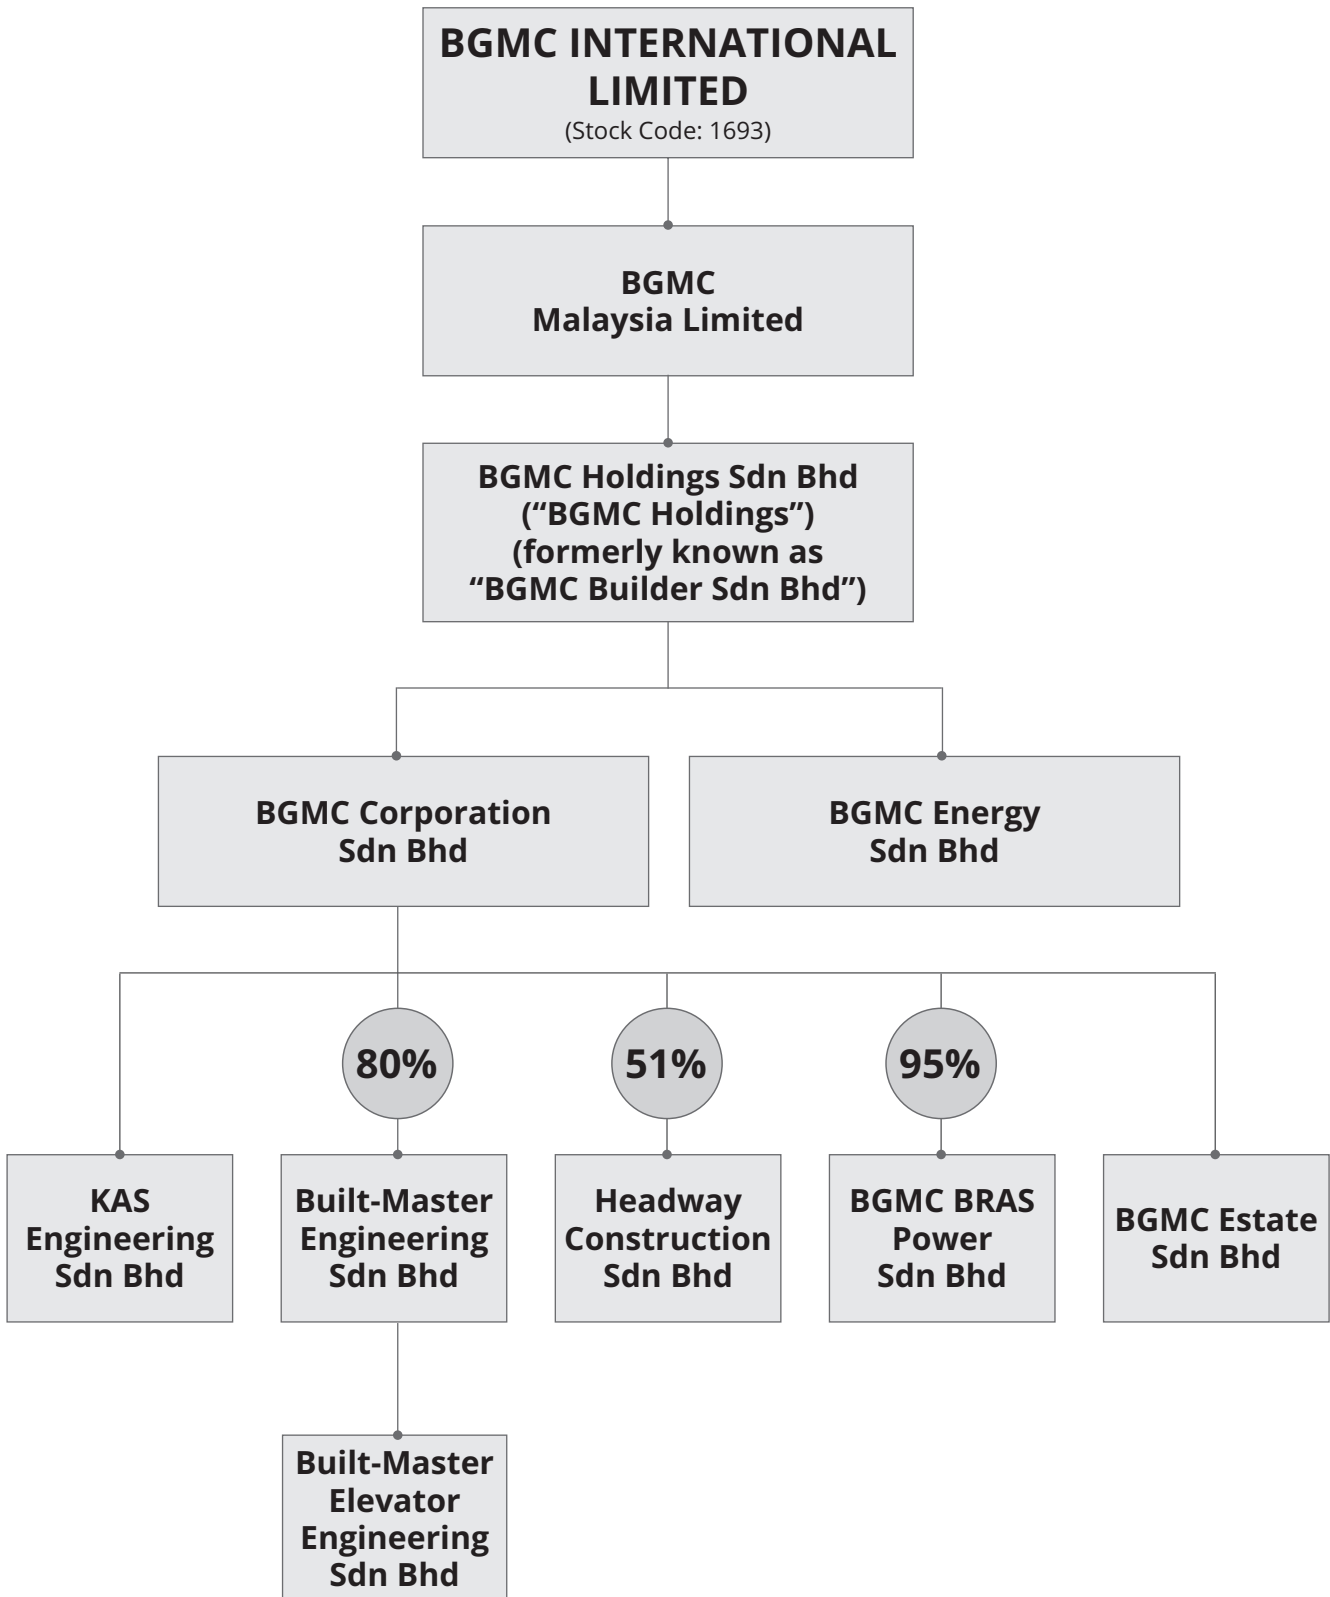 BGMC INTERNATIONAL
LIMITED
(Stock Code: 1693)
BGMC
Malaysia Limited
BGMC Holdings Sdn Bhd
(“BGMC Holdings”)
(formerly known as
“BGMC Builder Sdn Bhd”)
BGMC Corporation
Sdn Bhd
BGMC Energy
Sdn Bhd
80%
51%
95%
KAS
Engineering
Sdn Bhd
Built-Master
Engineering
Sdn Bhd
Headway
Construction
Sdn Bhd
BGMC BRAS
Power
Sdn Bhd
BGMC Estate
Sdn Bhd
Built-Master
Elevator
Engineering
Sdn Bhd